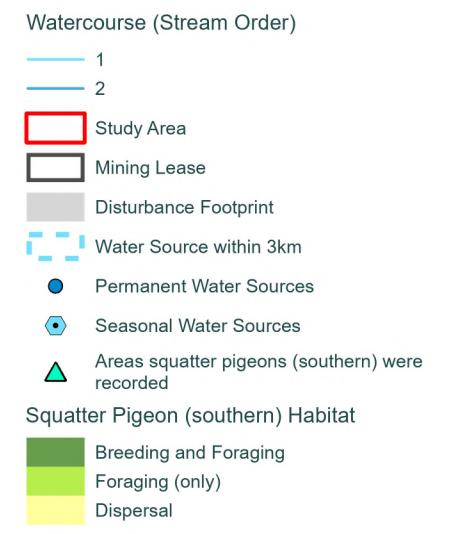 Watercourse (Stream Order)
1
2
Study Area
Mining Lease
Disturbance Footprint
Water Source within 3km
Permanent Water Sources
Seasonal Water Sources
Areas squatter pigeons (southern) were
recorded
Squatter Pigeon (southern) Habitat
Breeding and Foraging
Foraging (only)
Dispersal